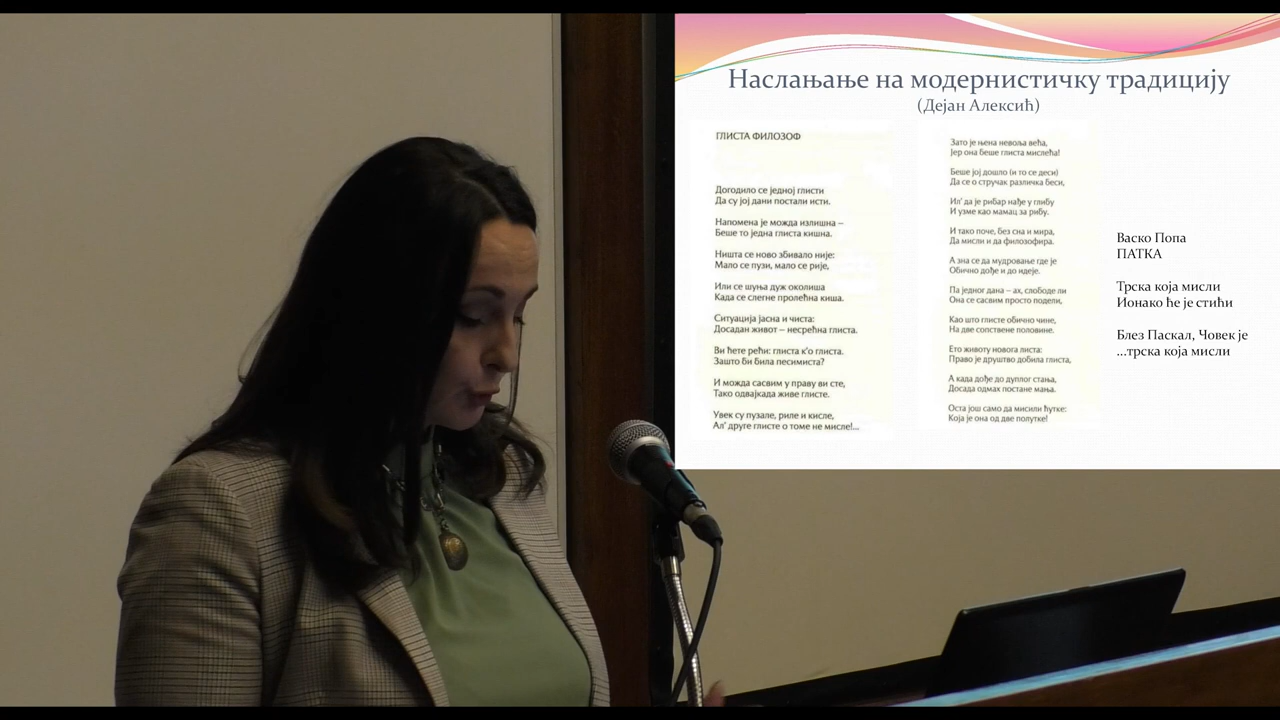 Наслањање на модернистичку традицију
(Дејан Алексић)
ГЛИСТА ФИЛОЗОФ
Догодило се једној глисти
Да су јој дани постали исти.
Напомена је можда излишна –
Беше то једна глиста кишна.
Ништа се ново збивало није:
Мало се пузи, мало се рије,
Или се шуња дуж околиша
Када се слегне пролећна киша.
Ситуација јасна и чиста:
Досадан живот – несрећна глиста.
Ви ћете рећи: глиста к'о глиста.
Зашто би била песимиста?
И можда сасвим у праву ви сте,
Тако одвајкада живе глисте.
Увек су пузале, риле и кисле,
Ал' друге глисте о томе не мисле!...
Зато је њена невоља већа,
Јер она беше глиста мислећа!
Беше јој дошло (и то се деси)
Да се о стручак различка беси,
Ил' да је рибар нађе у глибу
И узме као мамац за рибу.
И тако поче, без сна и мира,
Да мисли и да филозофира.
А зна се да мудровање где је
Обично дође и до идеје.
Па једног дана – ах, слободе ли
Она се сасвим просто подели,
Као што глисте обично чине,
На две сопствене половине.
Ето животу новога листа:
Право је друштво добила глиста,
А када дође до дуплог стања,
Досада одмах постане мања.
Оста још само да мисили ћутке:
Која је она од две полутке!
Васко Попа
ПАТКА
Трска која мисли
Ионако ће је стићи
Блез Паскал, Човек је
...трска која мисли